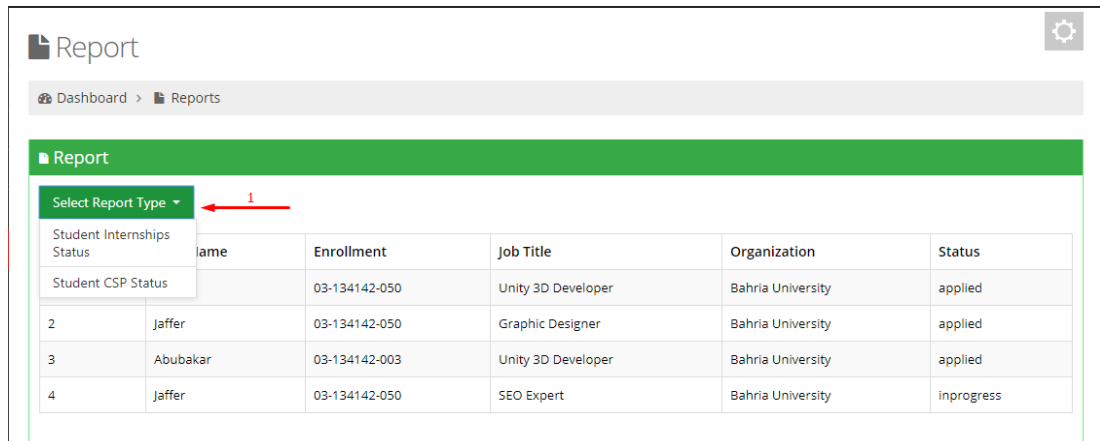 Report
Dashboard > Reports
Report
Select Report Type
1
Student Internships
Status
Student CSP Status
Enrollment Job Title Organization Status
03-134142-050 Unity 3D Developer Bahria University applied
2 Jaffer 03-134142-050 Graphic Designer Bahria University applied
3 Abubakar 03-134142-003 Unity 3D Developer Bahria University applied
4 Jaffer 03-134142-050 SEO Expert Bahria University inprogress